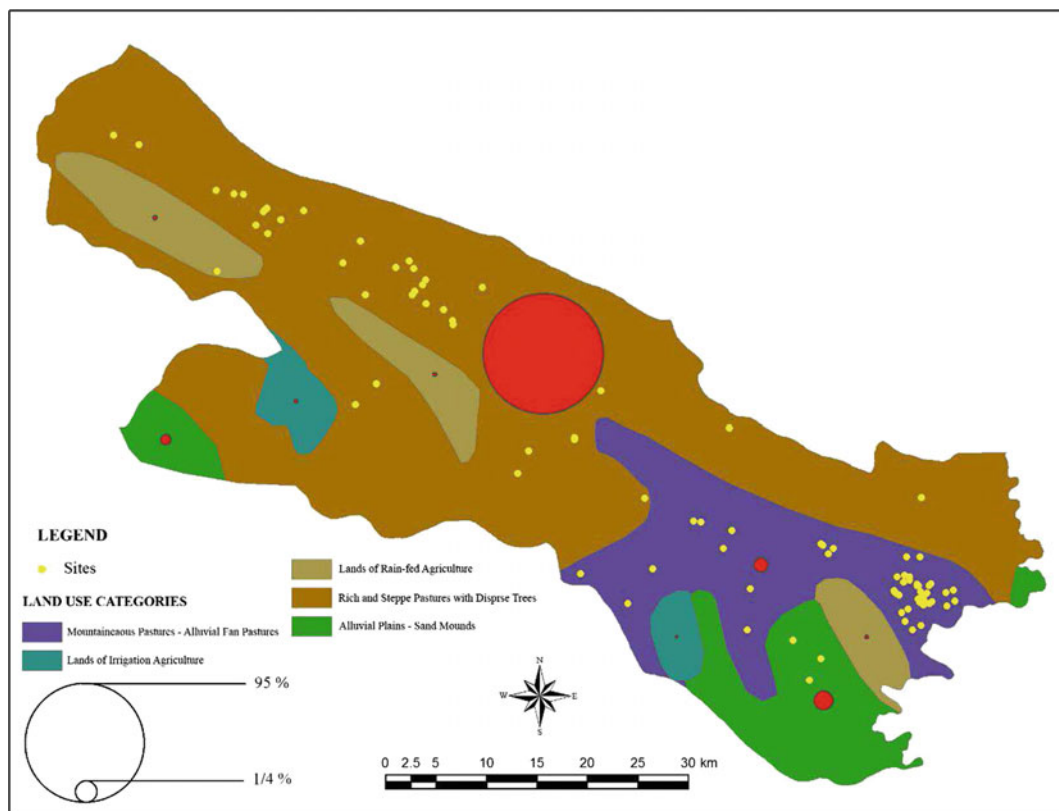 LEGEND
Sites
LAND USE CATEGORIES
Mountaineaous Pastures - Alluvial Fan Pastures
Lands of Irrigation Agriculture
Lands of Rain-fed Agriculture
Rich and Steppe Pastures with Disprse Trees
Alluvial Plains - Sand Mounds
95 %
1/4 %
N
W E
S
0 2.5 5 10 15 20 25 30 km